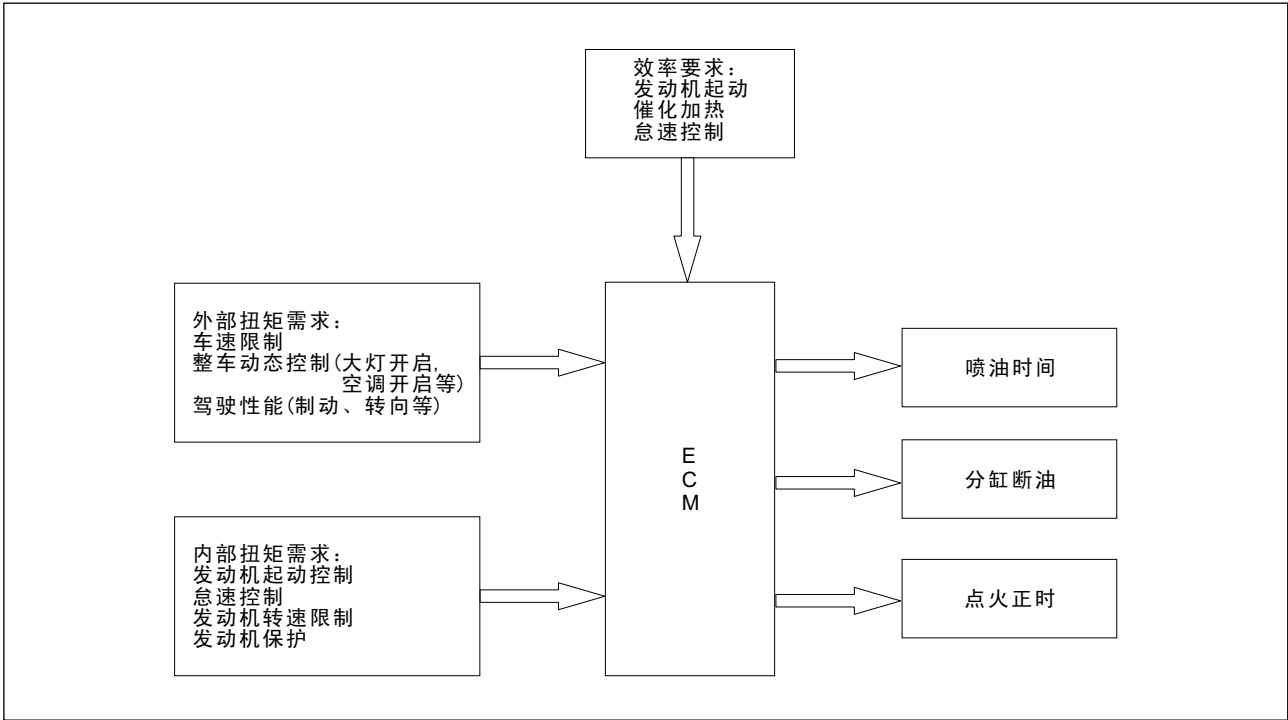 效率要求：
发动机起动
催化加热
怠速控制
外部扭矩需求：
车速限制
整车动态控制(大灯开启,
空调开启等)
驾驶性能(制动、转向等)
内部扭矩需求：
发动机起动控制
怠速控制
发动机转速限制
发动机保护
E
C
M
喷油时间
分缸断油
点火正时